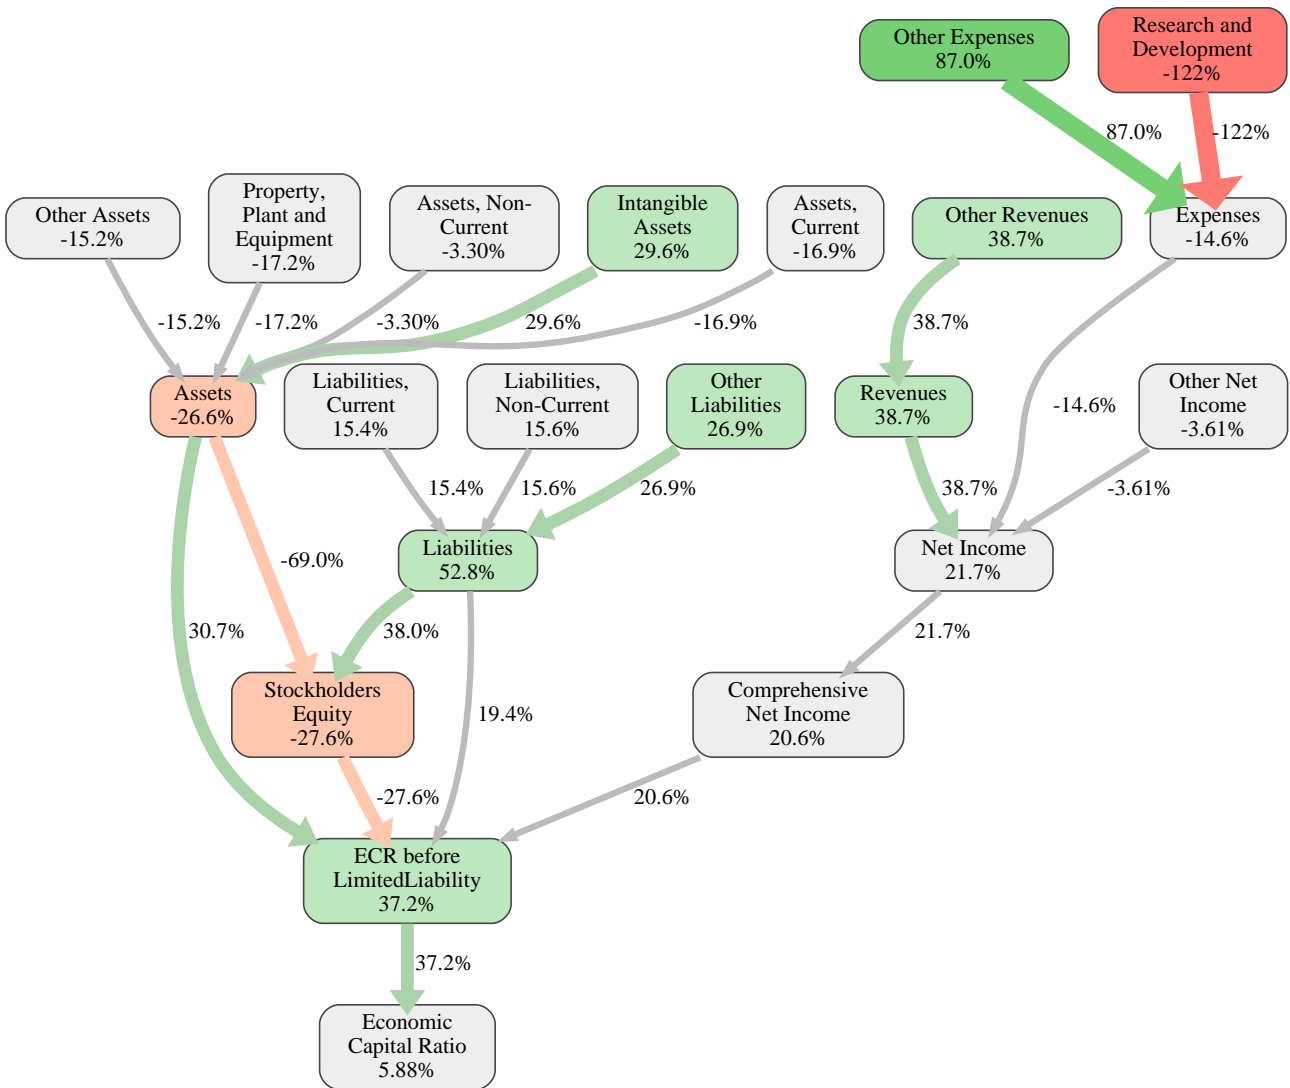 Other Expenses
87.0%
Research and
Development
-122%
87.0%
-122%
Other Assets
-15.2%
Property,
Plant and
Equipment
-17.2%
Assets, Non-
Current
-3.30%
Intangible
Assets
29.6%
Assets,
Current
-16.9%
Other Revenues
38.7%
Expenses
-14.6%
-15.2%
-17.2%
-3.30%
29.6%
-16.9%
38.7%
Assets
-26.6%
Liabilities,
Current
15.4%
Liabilities,
Non-Current
15.6%
Other
Liabilities
26.9%
Revenues
38.7%
-14.6%
Other Net
Income
-3.61%
15.4%
15.6%
26.9%
38.7%
-3.61%
-69.0%
Liabilities
52.8%
Net Income
21.7%
30.7%
38.0%
21.7%
Stockholders
Equity
-27.6%
19.4%
Comprehensive
Net Income
20.6%
-27.6%
20.6%
ECR before
LimitedLiability
37.2%
37.2%
Economic
Capital Ratio
5.88%